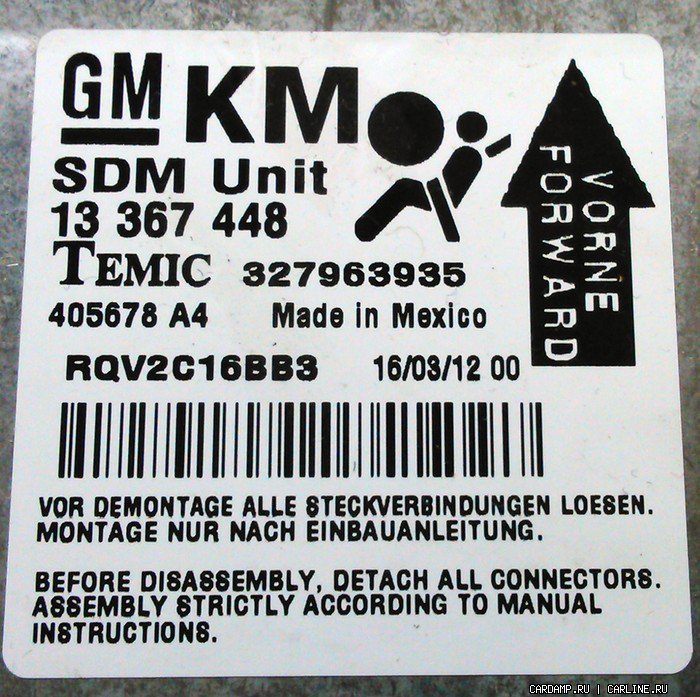 GM KM
SDM Unit
13 367 448
TEMIC 327963935
405678 A4 Made in Mexico
RQV2C16BB3 16/03/12 00
VORNE
FORWARD
VOR DEMONTAGE ALLE STECKVERBINDUNGEN LOESEN.
MONTAGE NUR NACH EINBAUANLEITUNG.
BEFORE DISASSEMBLY, DETACH ALL CONNECTORS.
ASSEMBLY STRICTLY ACCORDING TO MANUAL
INSTRUCTIONS.
CARDAMP.RU | CARLINE.RU